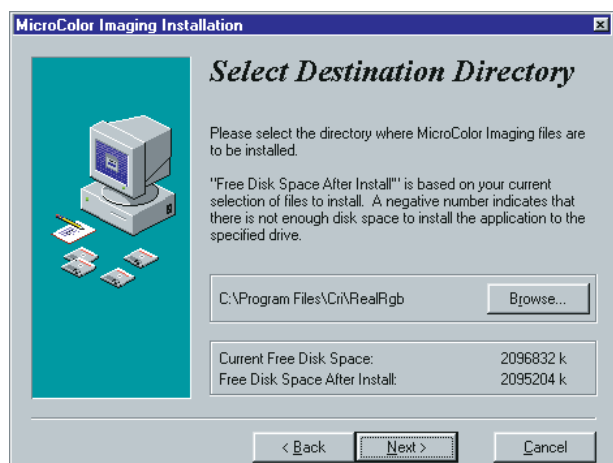 MicroColor Imaging Installation
Select Destination Directory
Please select the directory where MicroColor Imaging files are
to be installed.
"Free Disk Space After Install'" is based on your current
selection of files to install. A negative number indicates that
there is not enough disk space to install the application to the
specified drive.
C:\Program Files\Cri\RealRgb
Browse...
Current Free Disk Space: 2096832 k
Free Disk Space After Install: 2095204 k
< Back Next > Cancel